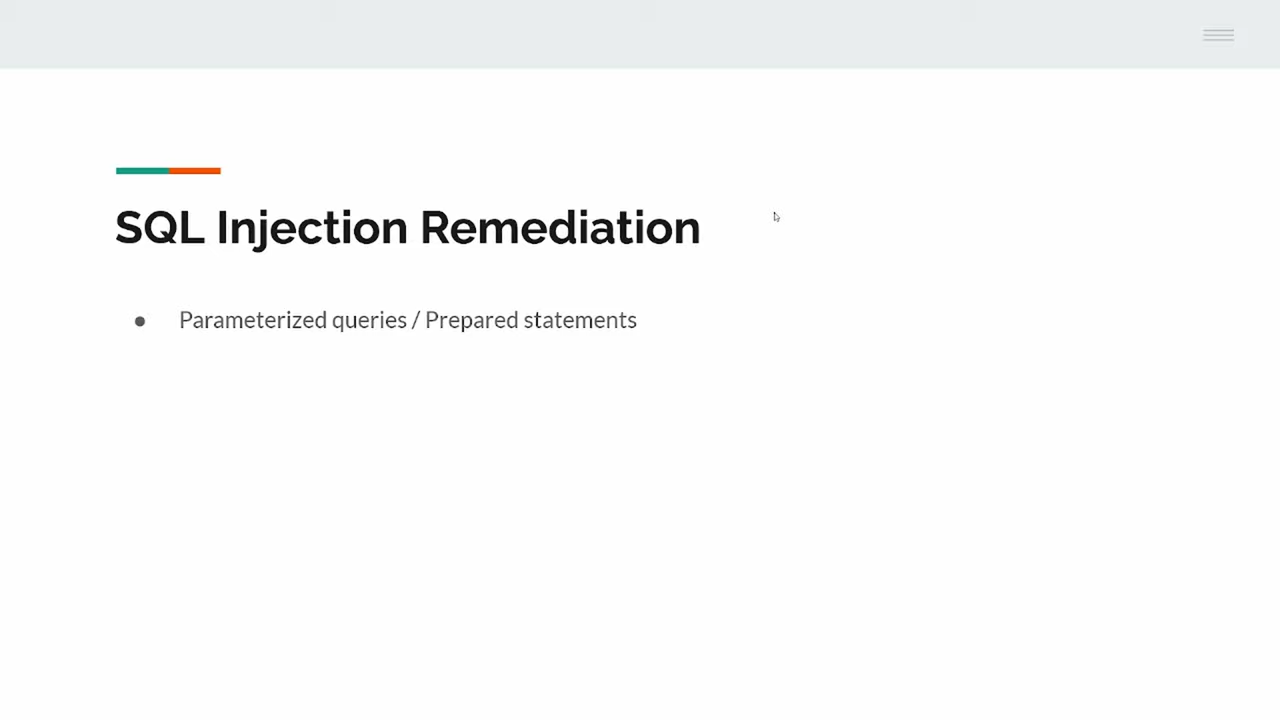 SQL Injection Remediation
● Parameterized queries / Prepared statements